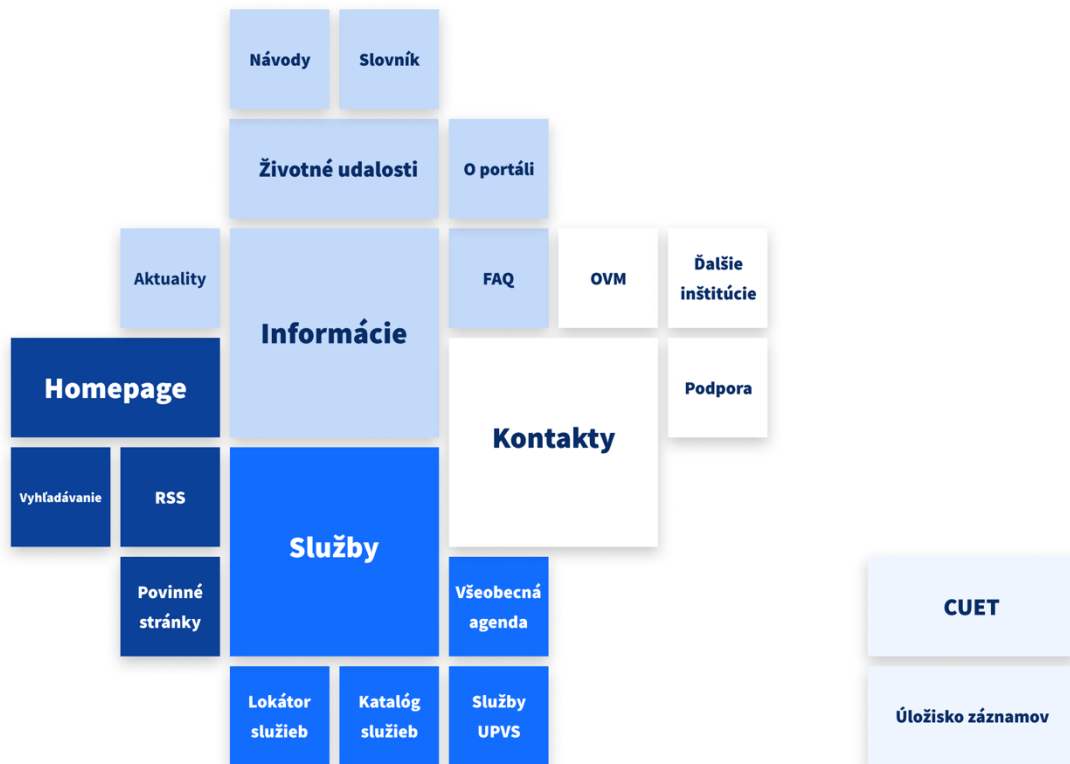 Návody
Slovník
Životné udalosti
O portáli
Aktuality
Informácie
FAQ
OVM
Ďalšie
inštitúcie
Homepage
Kontakty
Podpora
Vyhľadávanie
RSS
Služby
Povinné
stránky
Všeobecná
agenda
CUET
Lokátor
služieb
Katalóg
služieb
Služby
UPVS
Úložisko záznamov